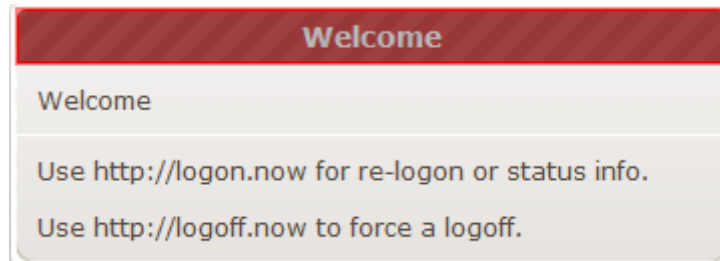 Welcome
Welcome
Use http://logon.now for re-logon or status info.
Use http://logoff.now to force a logoff.